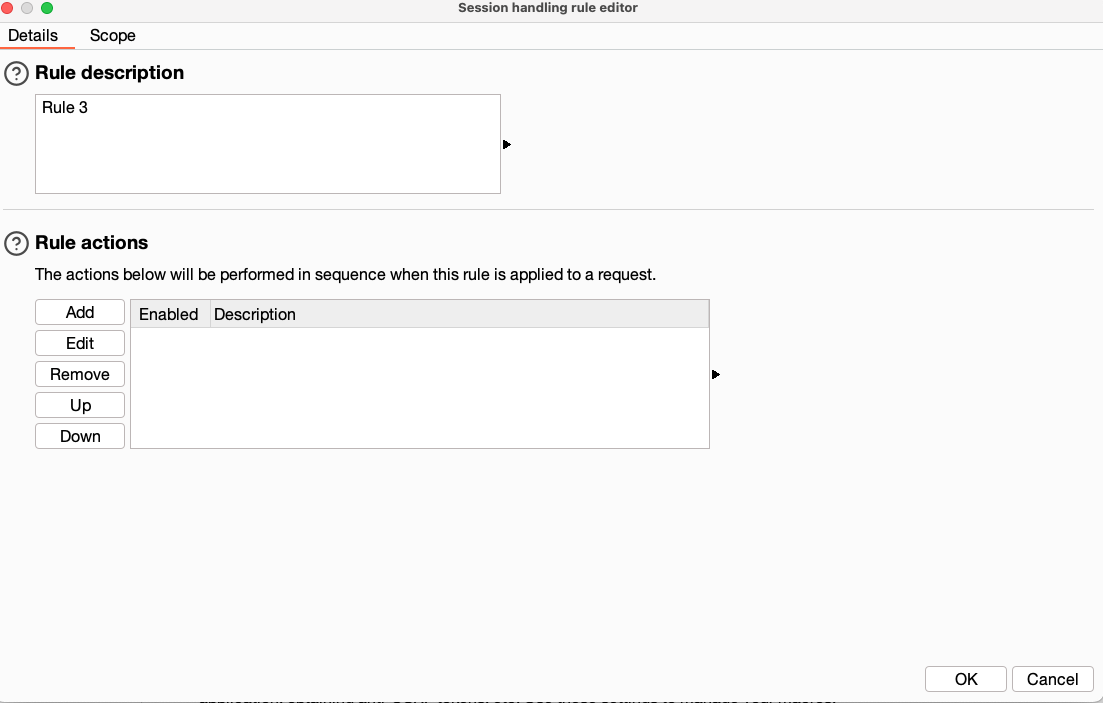 Session handling rule editor
Details Scope
Rule description
Rule 3
Rule actions
The actions below will be performed in sequence when this rule is applied to a request.
Add
Enabled Description
Edit
Remove
Up
Down
OK Cancel